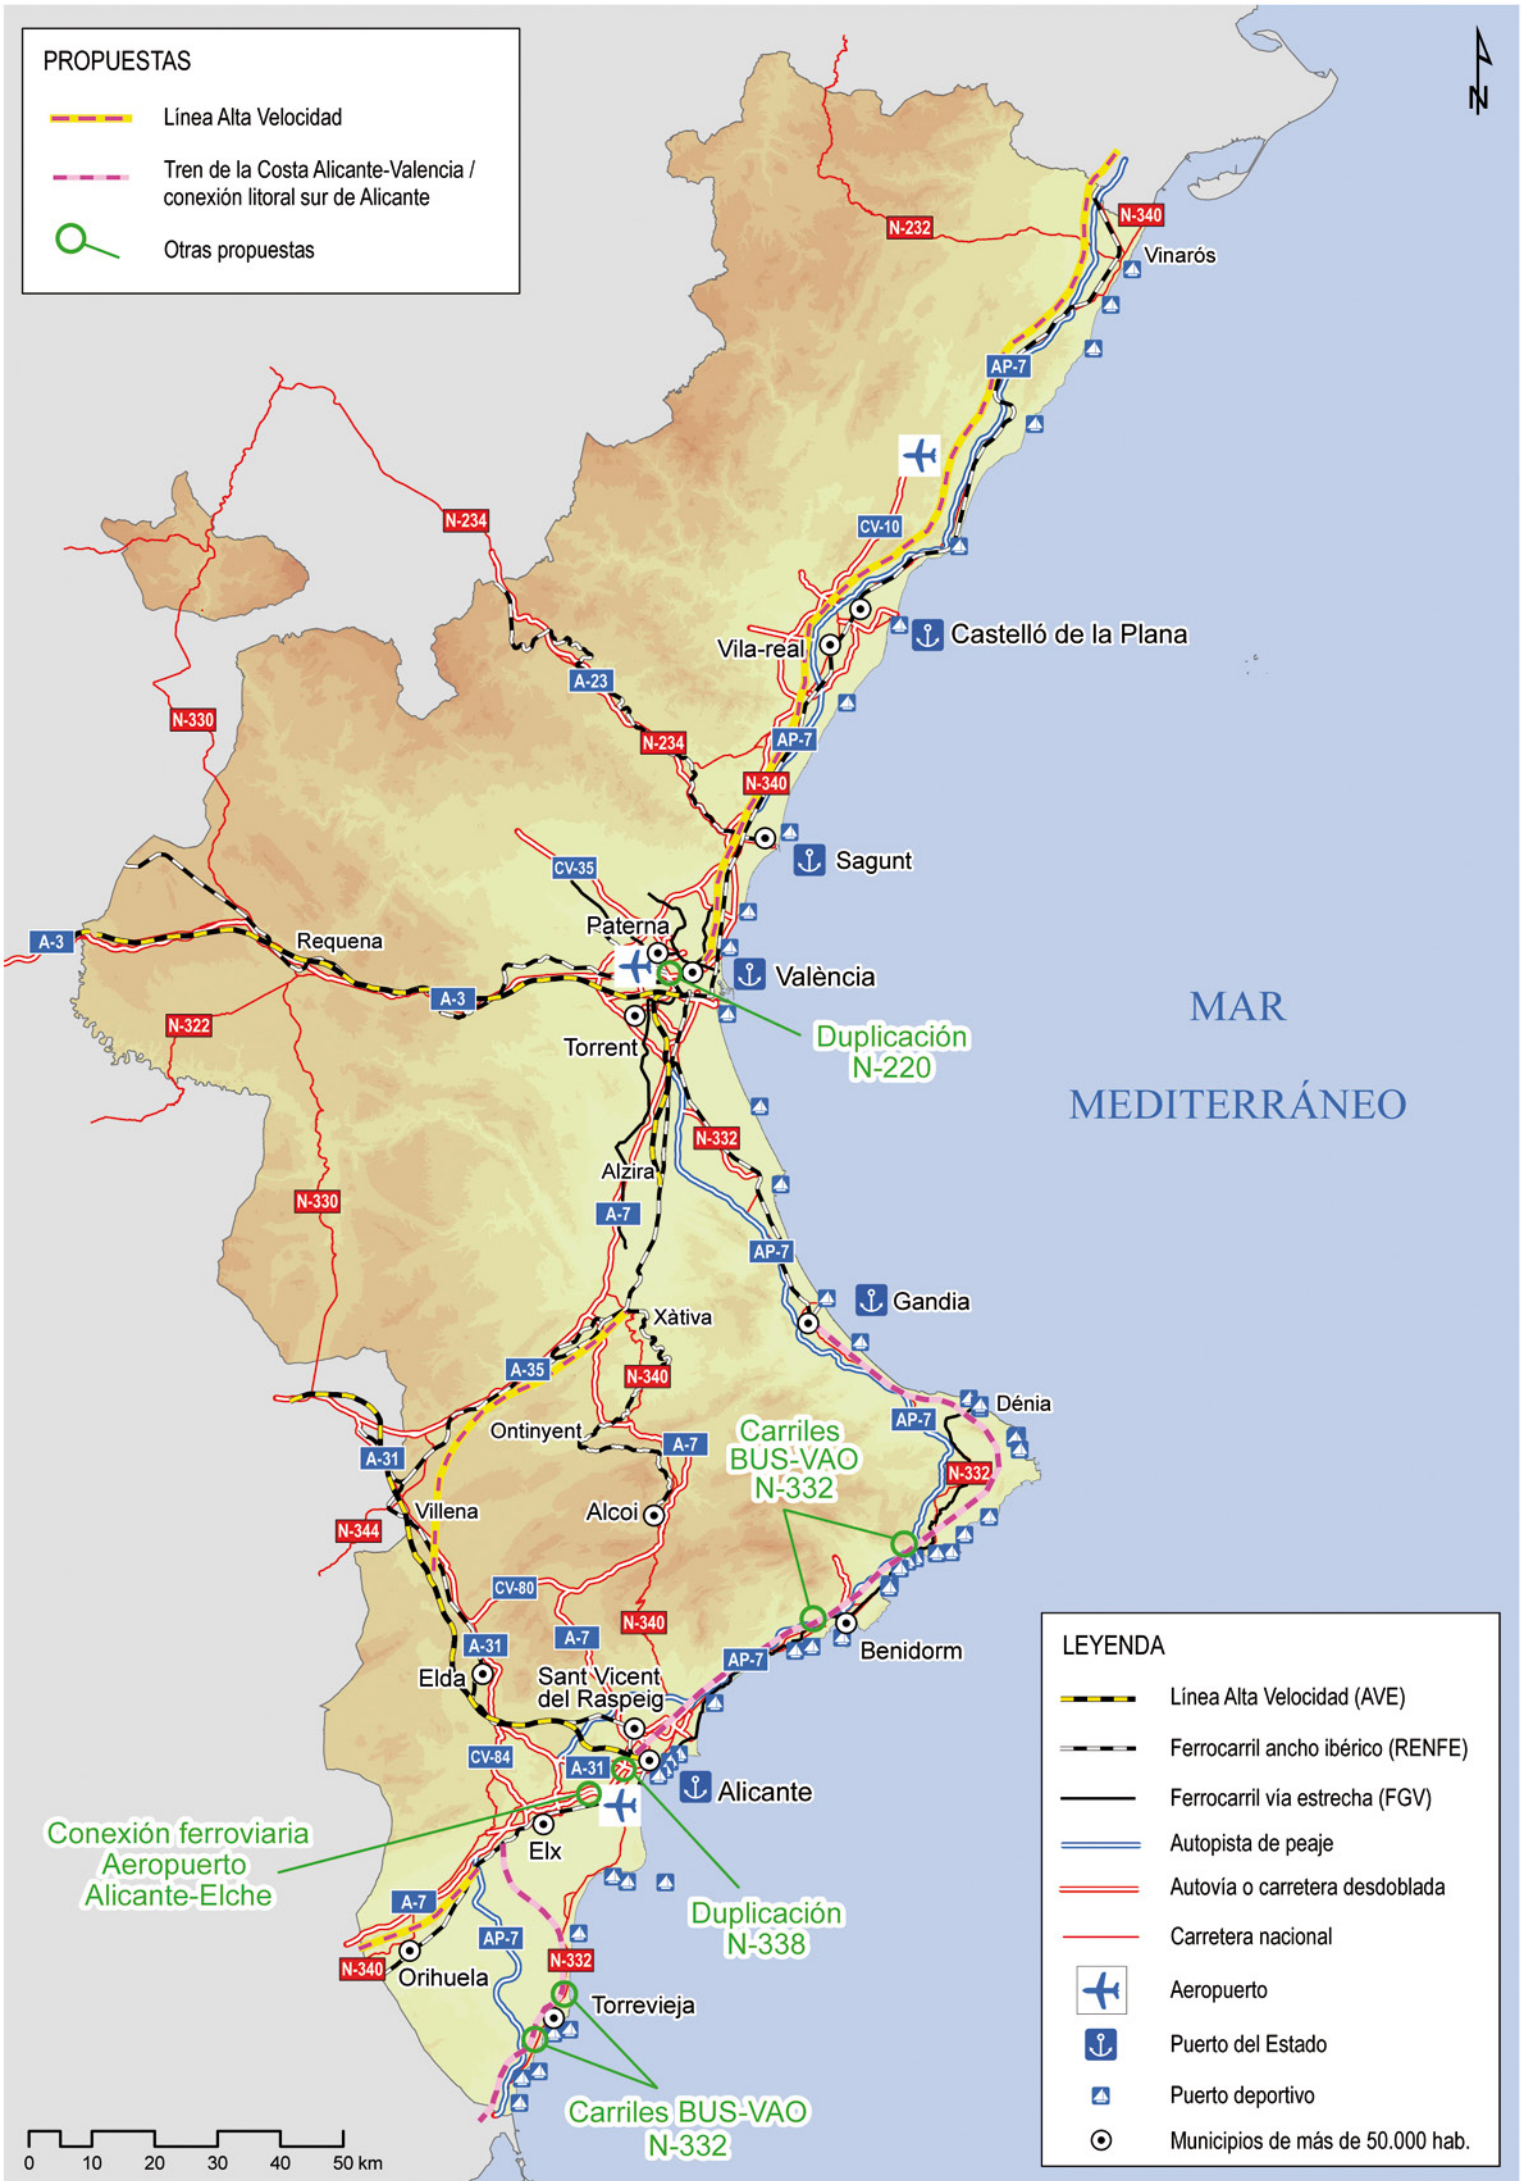 PROPUESTAS
Línea Alta Velocidad
Tren de la Costa Alicante-Valencia /
conexión litoral sur de Alicante
Otras propuestas
N
N-340
N-232
Vinarós
AP-7
N-234
CV-10
Castelló de la Plana
Vila-real
A-23
N-330
N-234
AP-7
N-340
Sagunt
CV-35
Paterna
A-3
Requena
València
A-3
N-322
Torrent
Duplicación
N-220
MAR
MEDITERRÁNEO
N-332
Alzira
N-330
A-7
AP-7
Gandia
Xàtiva
A-35
N-340
Dénia
AP-7
Ontinyent
Carriles
BUS-VAO
N-332
A-7
A-31
N-332
Villena
Alcoi
N-344
CV-80
N-340
A-7
A-31
Benidorm
AP-7
Elda
Sant Vicent
del Raspeig
CV-84
A-31
Alicante
Conexión ferroviaria
Aeropuerto
Alicante-Elche
Elx
A-7
Duplicación
N-338
AP-7
N-332
N-340
Orihuela
Torrevieja
Carriles BUS-VAO
N-332
0 10 20 30 40 50 km
LEYENDA
Línea Alta Velocidad (AVE)
Ferrocarril ancho ibérico (RENFE)
Ferrocarril vía estrecha (FGV)
Autopista de peaje
Autovía o carretera desdoblada
Carretera nacional
Aeropuerto
Puerto del Estado
Puerto deportivo
Municipios de más de 50.000 hab.